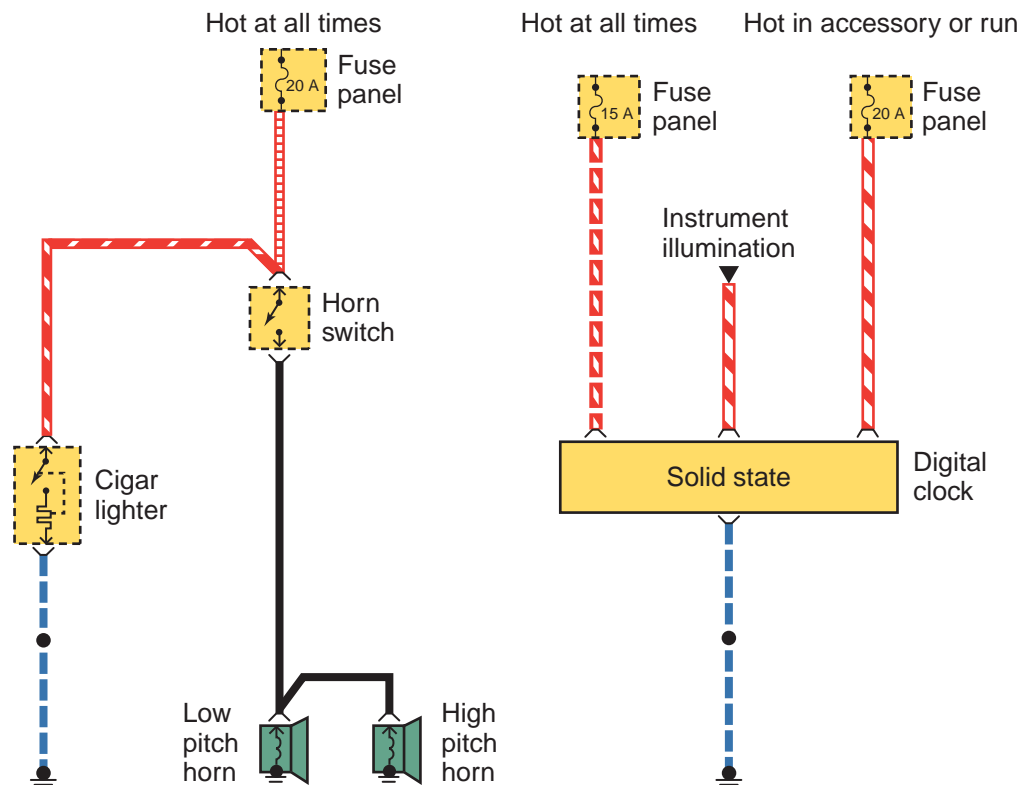 Hot at all times
Hot at all times
Hot in accessory or run
20 A
Fuse
panel
15 A
Fuse
panel
20 A
Fuse
panel
Instrument
illumination
Horn
switch
Cigar
lighter
Solid state
Digital
clock
Low
pitch
horn
High
pitch
horn